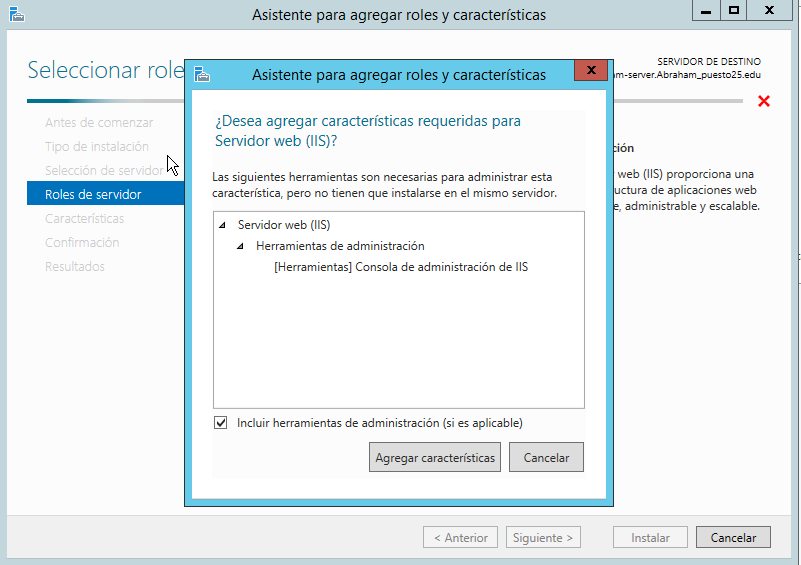 Asistente para agregar roles y características
Seleccionar role
SERVIDOR DE DESTINO
am-server.Abraham_puesto25.edu
Antes de comenzar
Tipo de instalación
Selección de servidor
Roles de servidor
Características
Confirmación
Resultados
Asistente para agregar roles y características
¿Desea agregar características requeridas para
Servidor web (IIS)?
Las siguientes herramientas son necesarias para administrar esta
característica, pero no tienen que instalarse en el mismo servidor.
Servidor web (IIS)
Herramientas de administración
[Herramientas] Consola de administración de IIS
Incluir herramientas de administración (si es aplicable)
Agregar características
Cancelar
ción
web (IIS) proporciona una
uctura de aplicaciones web
e, administrable y escalable.
< Anterior
Siguiente >
Instalar
Cancelar